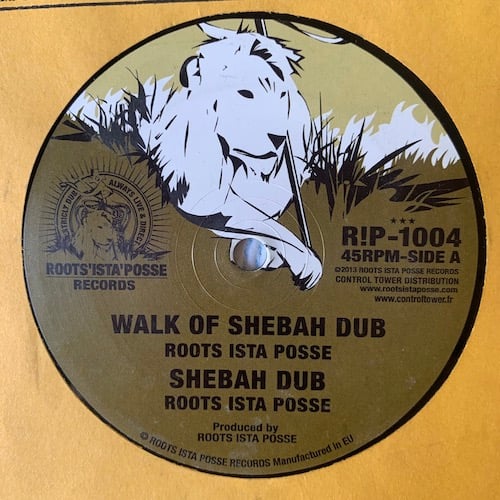 STRICTLY DUB ALWAYS LIVE & DIRECT
ROOTS'ISTA'POSSE
RECORDS
***
R!P-1004
45RPM-SIDE A
©2013 ROOTS ISTA POSSE RECORDS
CONTROL TOWER DISTRIBUTION
www.rootsistaposse.com
www.controltower.fr
WALK OF SHEBAH DUB
ROOTS ISTA POSSE
SHEBAH DUB
ROOTS ISTA POSSE
Produced by
ROOTS ISTA POSSE
© ROOTS ISTA POSSE RECORDS Manufactured in EU